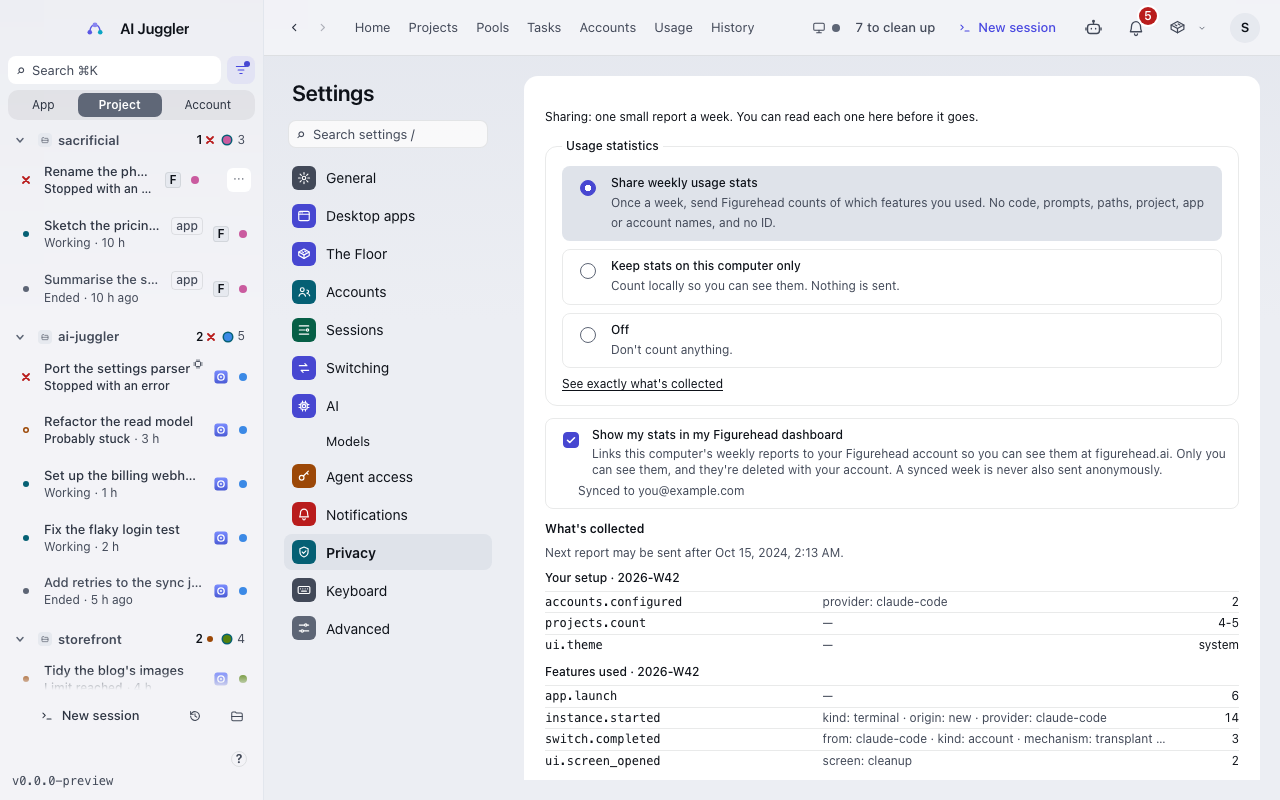 AI Juggler
Search ⌘K
App Project Account
sacrificial 1 3
Rename the ph... F
Stopped with an ...
Sketch the pricin... app F
Working · 10 h
Summarise the s... app F
Ended · 10 h ago
ai-juggler 2 5
Port the settings parser
Stopped with an error
Refactor the read model
Probably stuck · 3 h
Set up the billing webh...
Working · 1 h
Fix the flaky login test
Working · 2 h
Add retries to the sync j...
Ended · 5 h ago
storefront 2 4
Tidy the blog's images
Limit reached · 4 h
New session
?
v0.0.0-preview
Home Projects Pools Tasks Accounts Usage History 7 to clean up New session 5 S
Settings
Search settings /
General
Desktop apps
The Floor
Accounts
Sessions
Switching
AI
Models
Agent access
Notifications
Privacy
Keyboard
Advanced
Sharing: one small report a week. You can read each one here before it goes.
Usage statistics
Share weekly usage stats
Once a week, send Figurehead counts of which features you used. No code, prompts, paths, project, app
or account names, and no ID.
Keep stats on this computer only
Count locally so you can see them. Nothing is sent.
Off
Don't count anything.
See exactly what's collected
Show my stats in my Figurehead dashboard
Links this computer's weekly reports to your Figurehead account so you can see them at figurehead.ai. Only you
can see them, and they're deleted with your account. A synced week is never also sent anonymously.
Synced to you@example.com
What's collected
Next report may be sent after Oct 15, 2024, 2:13 AM.
Your setup · 2026-W42
accounts.configured provider: claude-code 2
projects.count — 4-5
ui.theme — system
Features used · 2026-W42
app.launch — 6
instance.started kind: terminal · origin: new · provider: claude-code 14
switch.completed from: claude-code · kind: account · mechanism: transplant ... 3
ui.screen_opened screen: cleanup 2